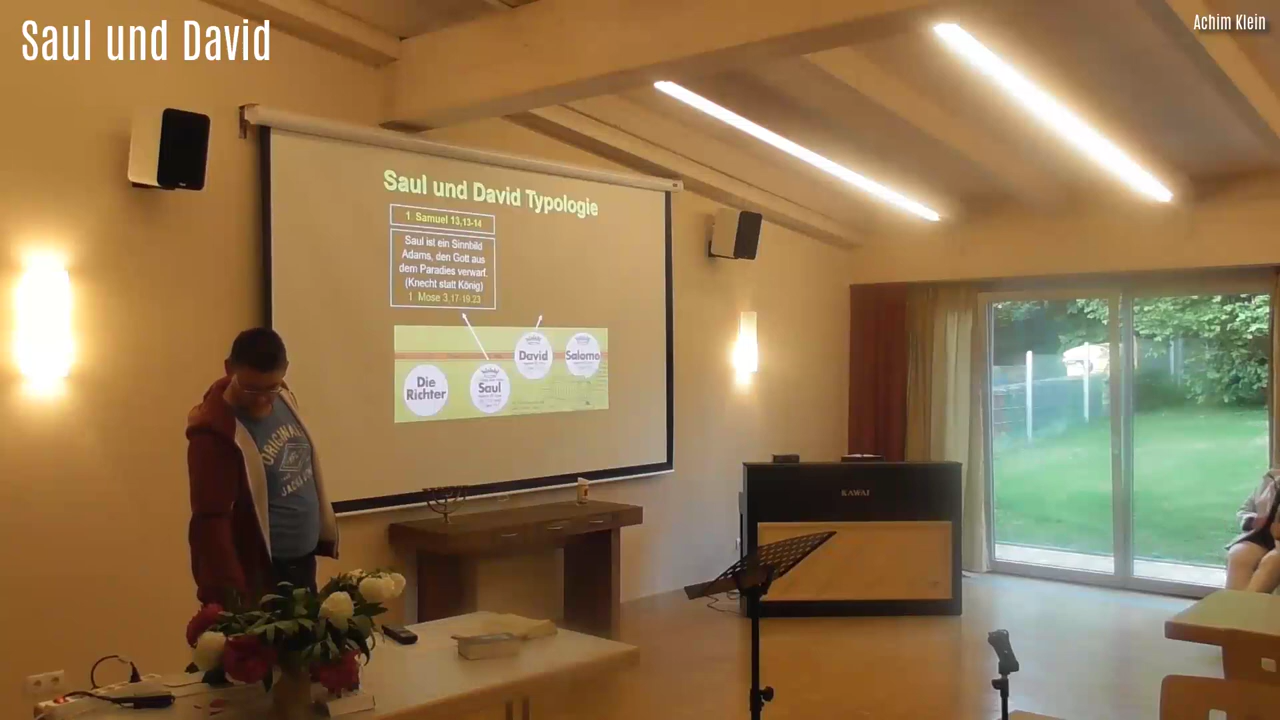 Saul und David
Achim Klein
Saul und David Typologie
1. Samuel 13,13-14
Saul ist ein Sinnbild
Adams, den Gott aus
dem Paradies verwarf.
(Knecht statt König)
1. Mose 3,17-19.23
Die
Richter
Saul
David
Salomo
ORIGINAL
JACK &
KAWAI